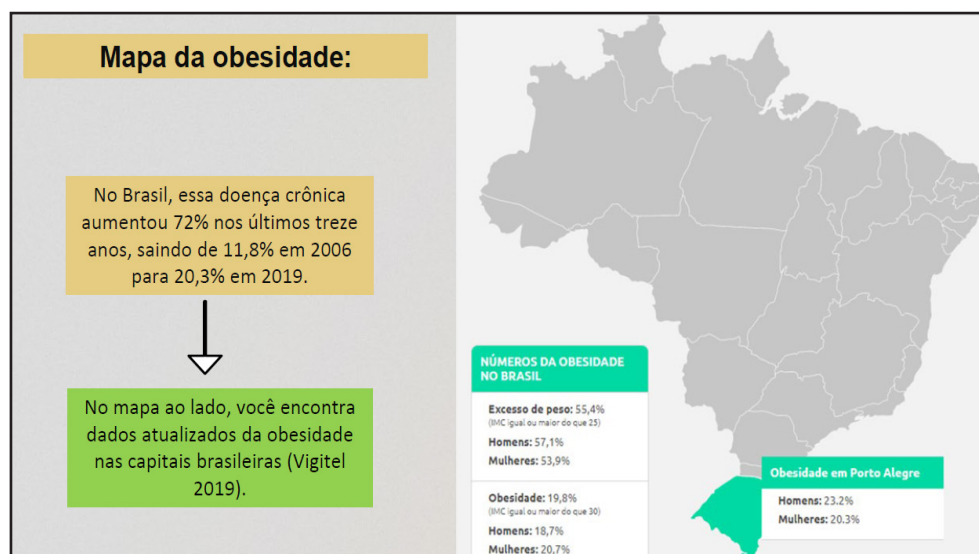 Mapa da obesidade:
No Brasil, essa doença crônica
aumentou 72% nos últimos treze
anos, saindo de 11,8% em 2006
para 20,3% em 2019.
No mapa ao lado, você encontra
dados atualizados da obesidade
nas capitais brasileiras (Vigitel
2019).
NÚMEROS DA OBESIDADE
NO BRASIL
Excesso de peso: 55,4%
(IMC igual ou maior do que 25)
Homens: 57,1%
Mulheres: 53,9%
Obesidade: 19,8%
(IMC igual ou maior do que 30)
Homens: 18,7%
Mulheres: 20,7%
Obesidade em Porto Alegre
Homens: 23.2%
Mulheres: 20.3%